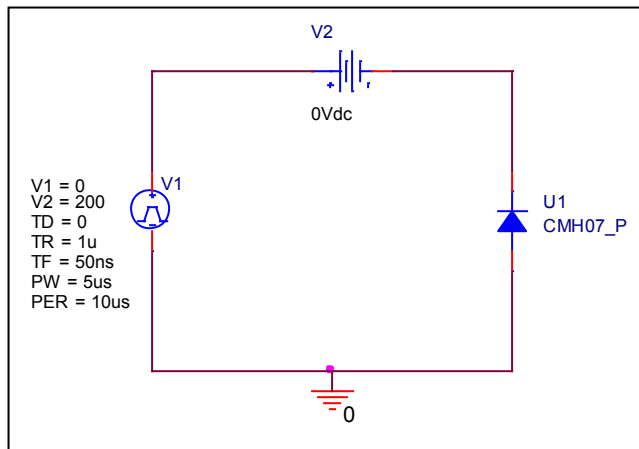 V2
0Vdc
V1
V1 = 0
V2 = 200
TD = 0
TR = 1u
TF = 50ns
PW = 5us
PER = 10us
U1
CMH07_P
0